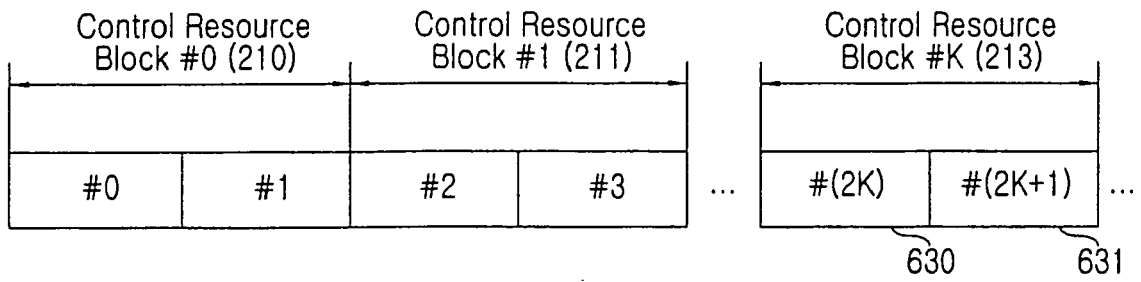 Control Resource
Block #0 (210)
Control Resource
Block #1 (211)
Control Resource
Block #K (213)
#0 #1 #2 #3 ... #(2K) #(2K+1) ...
630 631